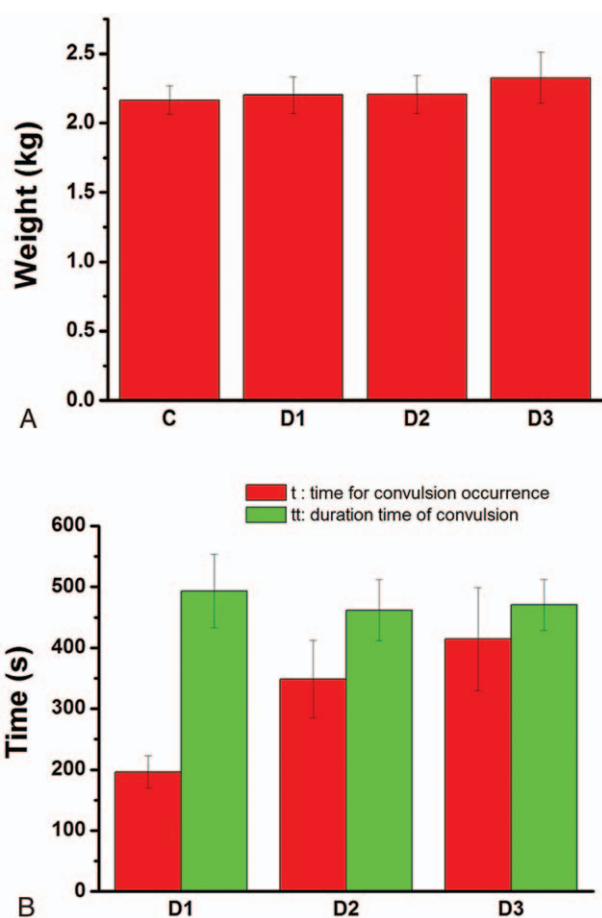 2.5
2.0
1.5
1.0
0.5
0.0
Weight (kg)
C D1 D2 D3
A
t : time for convulsion occurrence
tt: duration time of convulsion
600
500
400
300
200
100
0
Time (s)
D1 D2 D3
B